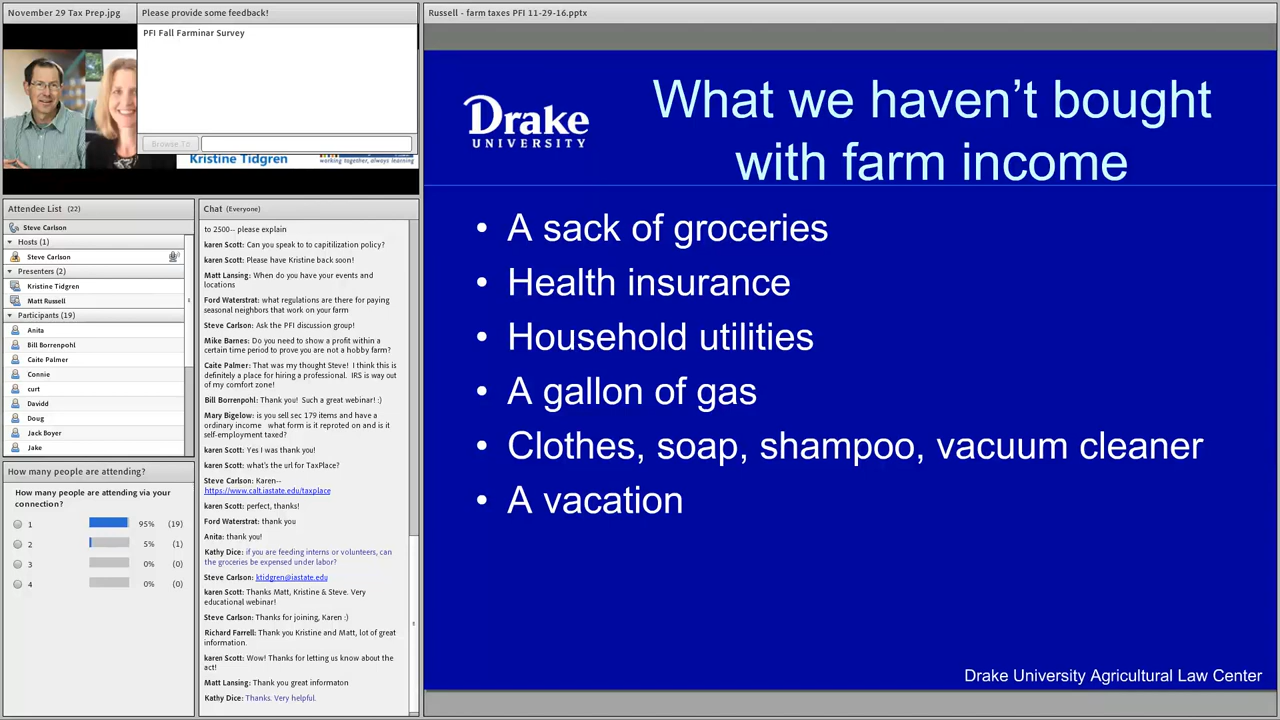 November 29 Tax Prep.jpg
Please provide some feedback!
PFI Fall Farminar Survey
Browse To
Kristine Tidgren
working together, always learning
Attendee List (22)
Steve Carlson
Hosts (1)
Steve Carlson
Presenters (2)
Kristine Tidgren
Matt Russell
Participants (19)
Anita
Bill Borrenpohl
Caite Palmer
Connie
curt
Davidd
Doug
Jack Boyer
Jake
How many people are attending?
How many people are attending via your
connection?
1 95% (19)
2 5% (1)
3 0% (0)
4 0% (0)
Chat (Everyone)
to 2500-- please explain
karen Scott: Can you speak to to capitilization policy?
karen Scott: Please have Kristine back soon!
Matt Lansing: When do you have your events and
locations
Ford Waterstrat: what regulations are there for paying
seasonal neighbors that work on your farm
Steve Carlson: Ask the PFI discussion group!
Mike Barnes: Do you need to show a profit within a
certain time period to prove you are not a hobby farm?
Caite Palmer: That was my thought Steve! I think this is
definitely a place for hiring a professional. IRS is way out
of my comfort zone!
Bill Borrenpohl: Thank you! Such a great webinar! :)
Mary Bigelow: is you sell sec 179 items and have a
ordinary income what form is it reproted on and is it
self-employment taxed?
karen Scott: Yes I was thank you!
karen Scott: what's the url for TaxPlace?
Steve Carlson: Karen--
https://www.calt.iastate.edu/taxplace
karen Scott: perfect, thanks!
Ford Waterstrat: thank you
Anita: thank you!
Kathy Dice: if you are feeding interns or volunteers, can
the groceries be expensed under labor?
Steve Carlson: ktidgren@iastate.edu
karen Scott: Thanks Matt, Kristine & Steve. Very
educational webinar!
Steve Carlson: Thanks for joining, Karen :)
Richard Farrell: Thank you Kristine and Matt, lot of great
information.
karen Scott: Wow! Thanks for letting us know about the
act!
Matt Lansing: Thank you great informaton
Kathy Dice: Thanks. Very helpful.
Russell - farm taxes PFI 11-29-16.pptx
Drake
UNIVERSITY
What we haven't bought
with farm income
• A sack of groceries
• Health insurance
• Household utilities
• A gallon of gas
• Clothes, soap, shampoo, vacuum cleaner
• A vacation
Drake University Agricultural Law Center